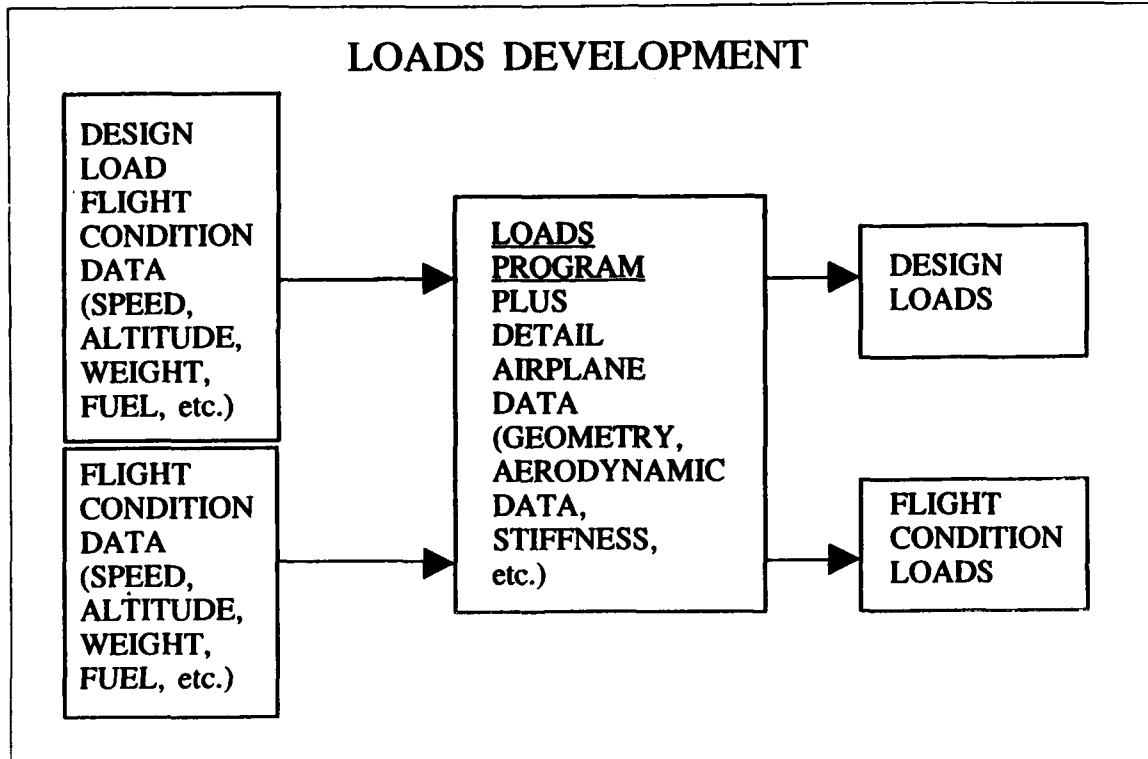 LOADS DEVELOPMENT
DESIGN
LOAD
FLIGHT
CONDITION
DATA
(SPEED,
ALTITUDE,
WEIGHT,
FUEL, etc.)
FLIGHT
CONDITION
DATA
(SPEED,
ALTITUDE,
WEIGHT,
FUEL, etc.)
LOADS
PROGRAM
PLUS
DETAIL
AIRPLANE
DATA
(GEOMETRY,
AERODYNAMIC
DATA,
STIFFNESS,
etc.)
DESIGN
LOADS
FLIGHT
CONDITION
LOADS